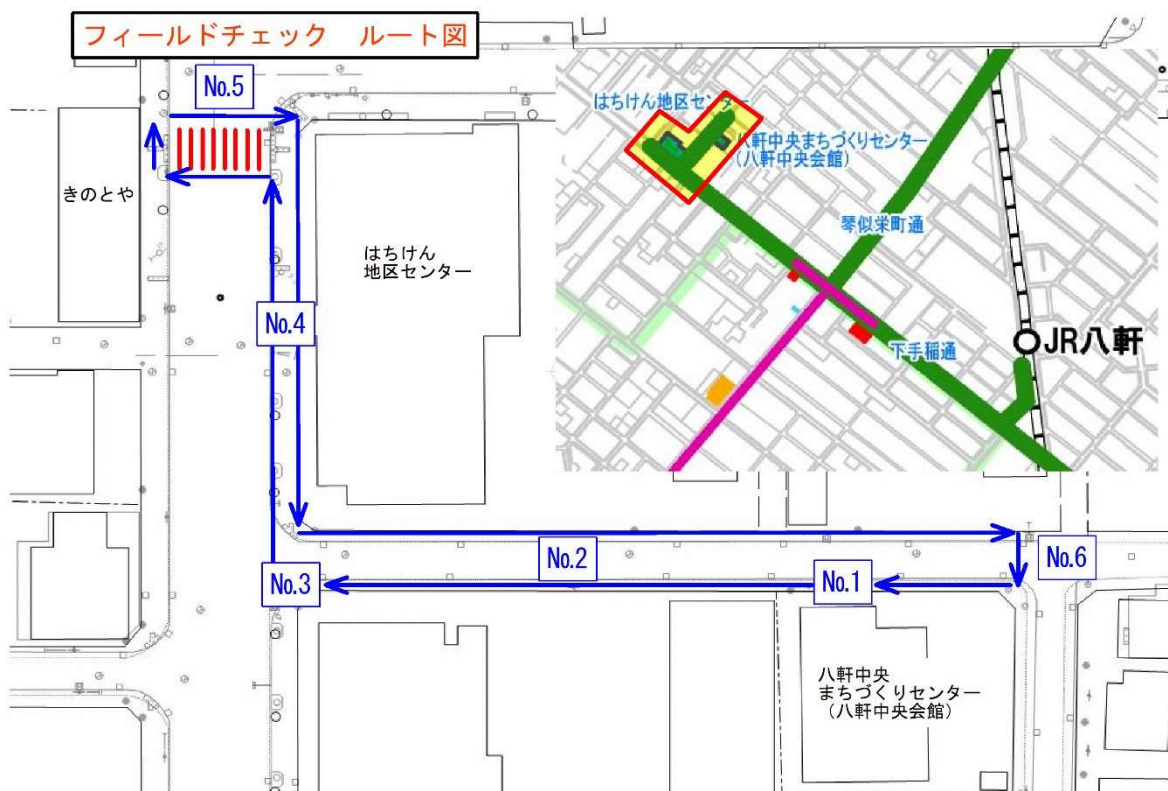 フィールドチェック　ルート図
No.5
きのとや
はちけん
地区センター
No.4
No.3
No.2
No.1
No.6
八軒中央
まちづくりセンター
（八軒中央会館）
はちけん地区センター
八軒中央まちづくりセンター
（八軒中央会館）
琴似栄町通
下手稲通
JR八軒